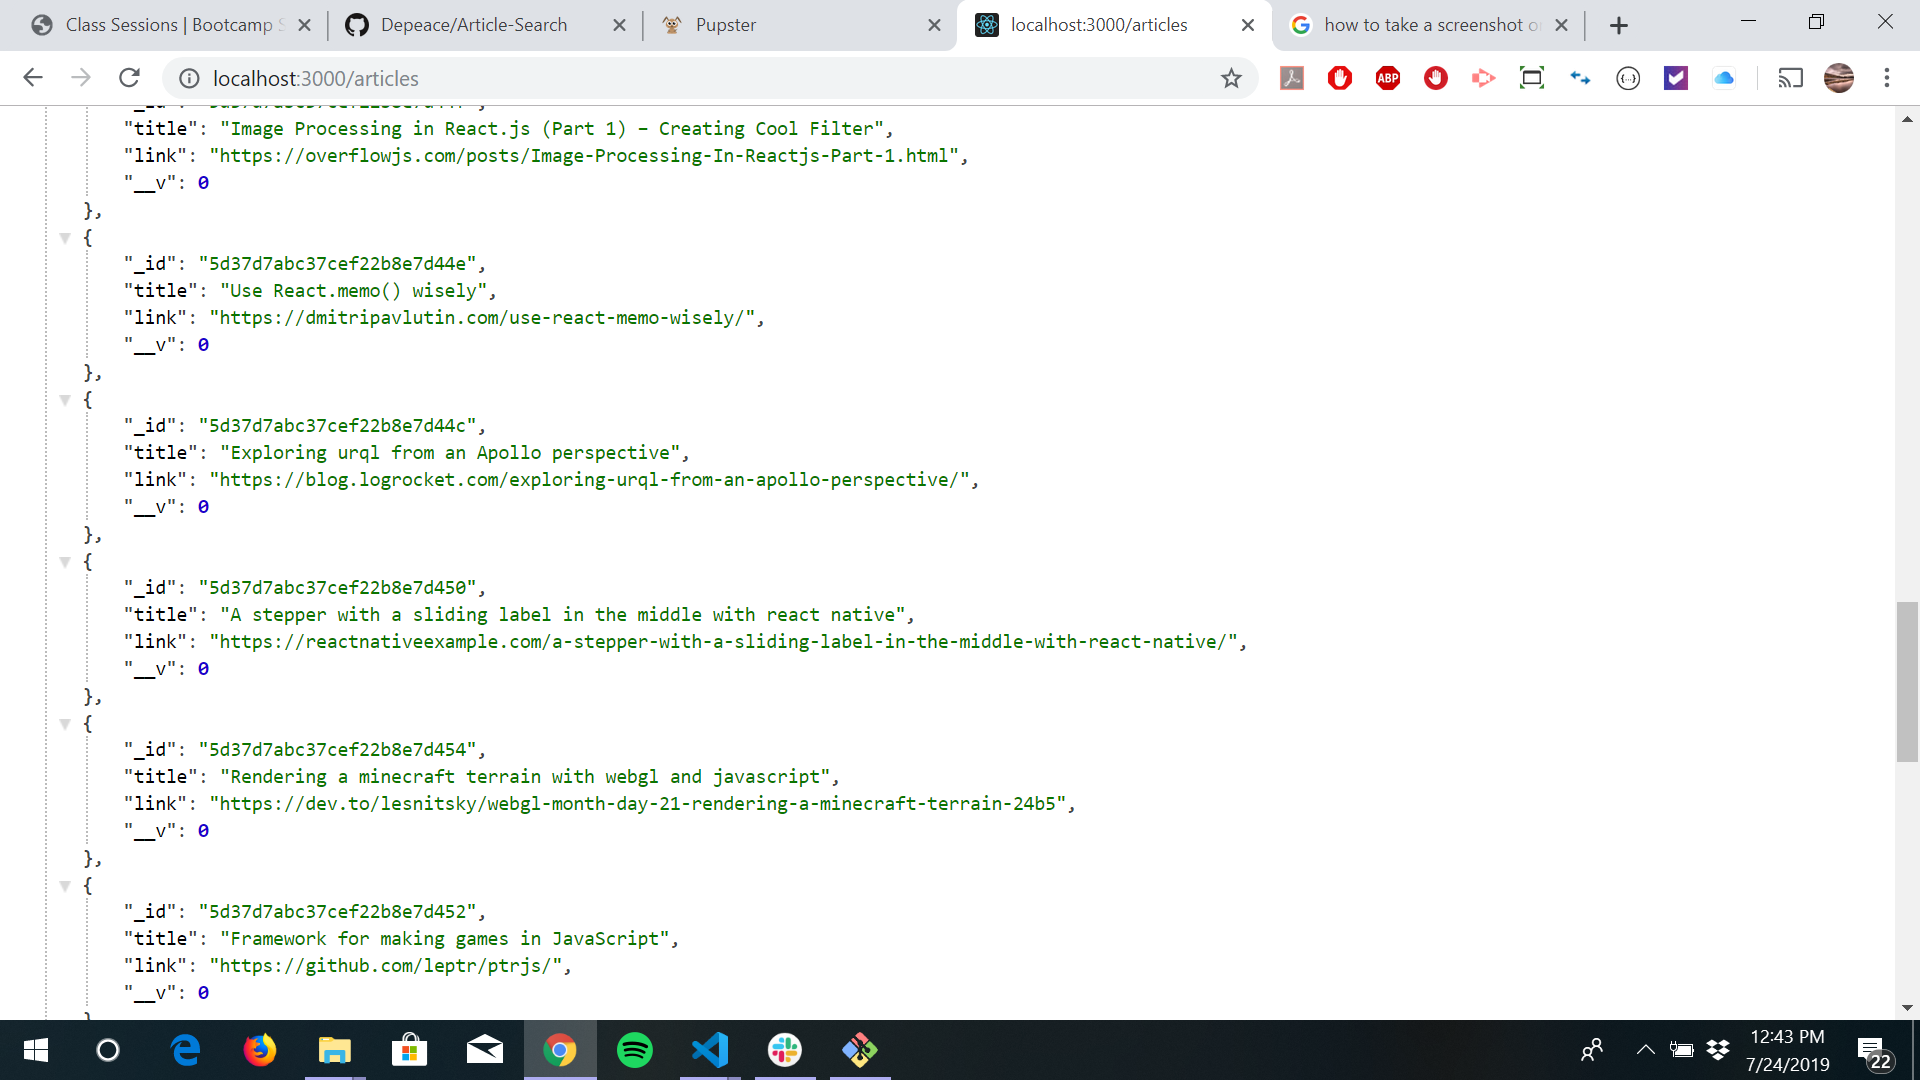 Class Sessions | Bootcamp S
Depeace/Article-Search
Pupster
localhost:3000/articles
how to take a screenshot o
localhost:3000/articles
ABP
"title": "Image Processing in React.js (Part 1) – Creating Cool Filter",
"link": "https://overflowjs.com/posts/Image-Processing-In-Reactjs-Part-1.html",
"__v": 0
},
{
"_id": "5d37d7abc37cef22b8e7d44e",
"title": "Use React.memo() wisely",
"link": "https://dmitripavlutin.com/use-react-memo-wisely/",
"__v": 0
},
{
"_id": "5d37d7abc37cef22b8e7d44c",
"title": "Exploring urql from an Apollo perspective",
"link": "https://blog.logrocket.com/exploring-urql-from-an-apollo-perspective/",
"__v": 0
},
{
"_id": "5d37d7abc37cef22b8e7d450",
"title": "A stepper with a sliding label in the middle with react native",
"link": "https://reactnativeexample.com/a-stepper-with-a-sliding-label-in-the-middle-with-react-native/",
"__v": 0
},
{
"_id": "5d37d7abc37cef22b8e7d454",
"title": "Rendering a minecraft terrain with webgl and javascript",
"link": "https://dev.to/lesnitsky/webgl-month-day-21-rendering-a-minecraft-terrain-24b5",
"__v": 0
},
{
"_id": "5d37d7abc37cef22b8e7d452",
"title": "Framework for making games in JavaScript",
"link": "https://github.com/leptr/ptrjs/",
"__v": 0
12:43 PM
7/24/2019
22